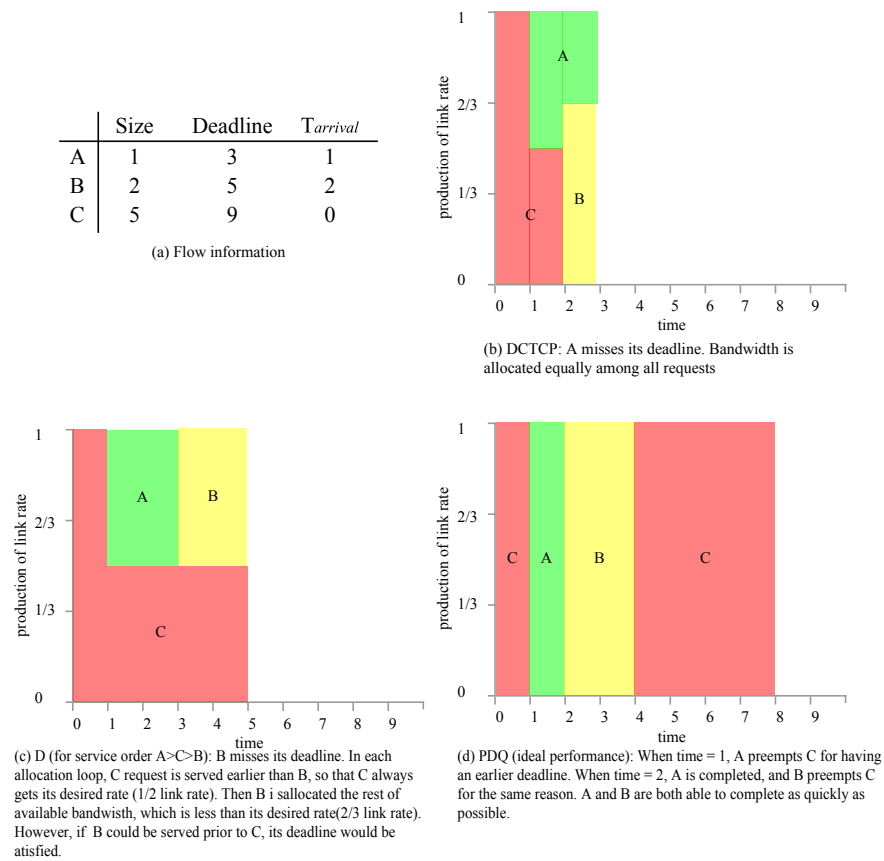 Size Deadline Tarrival
A 1 3 1
B 2 5 2
C 5 9 0
(a) Flow information
production of link rate
1
2/3
1/3
0
A
B
C
0 1 2 3 4 5 6 7 8 9
time
(b) DCTCP: A misses its deadline. Bandwidth is
allocated equally among all requests
production of link rate
1
2/3
1/3
0
A
B
C
0 1 2 3 4 5 6 7 8 9
time
(c) D (for service order A>C>B): B misses its deadline. In each
allocation loop, C request is served earlier than B, so that C always
gets its desired rate (1/2 link rate). Then B i sallocated the rest of
available bandwisth, which is less than its desired rate(2/3 link rate).
However, if B could be served prior to C, its deadline would be
atisfied.
production of link rate
1
2/3
1/3
0
C A B C
0 1 2 3 4 5 6 7 8 9
time
(d) PDQ (ideal performance): When time = 1, A preempts C for having
an earlier deadline. When time = 2, A is completed, and B preempts C
for the same reason. A and B are both able to complete as quickly as
possible.